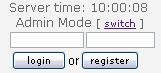 Server time: 10:00:08
Admin Mode [ switch ]
login or register